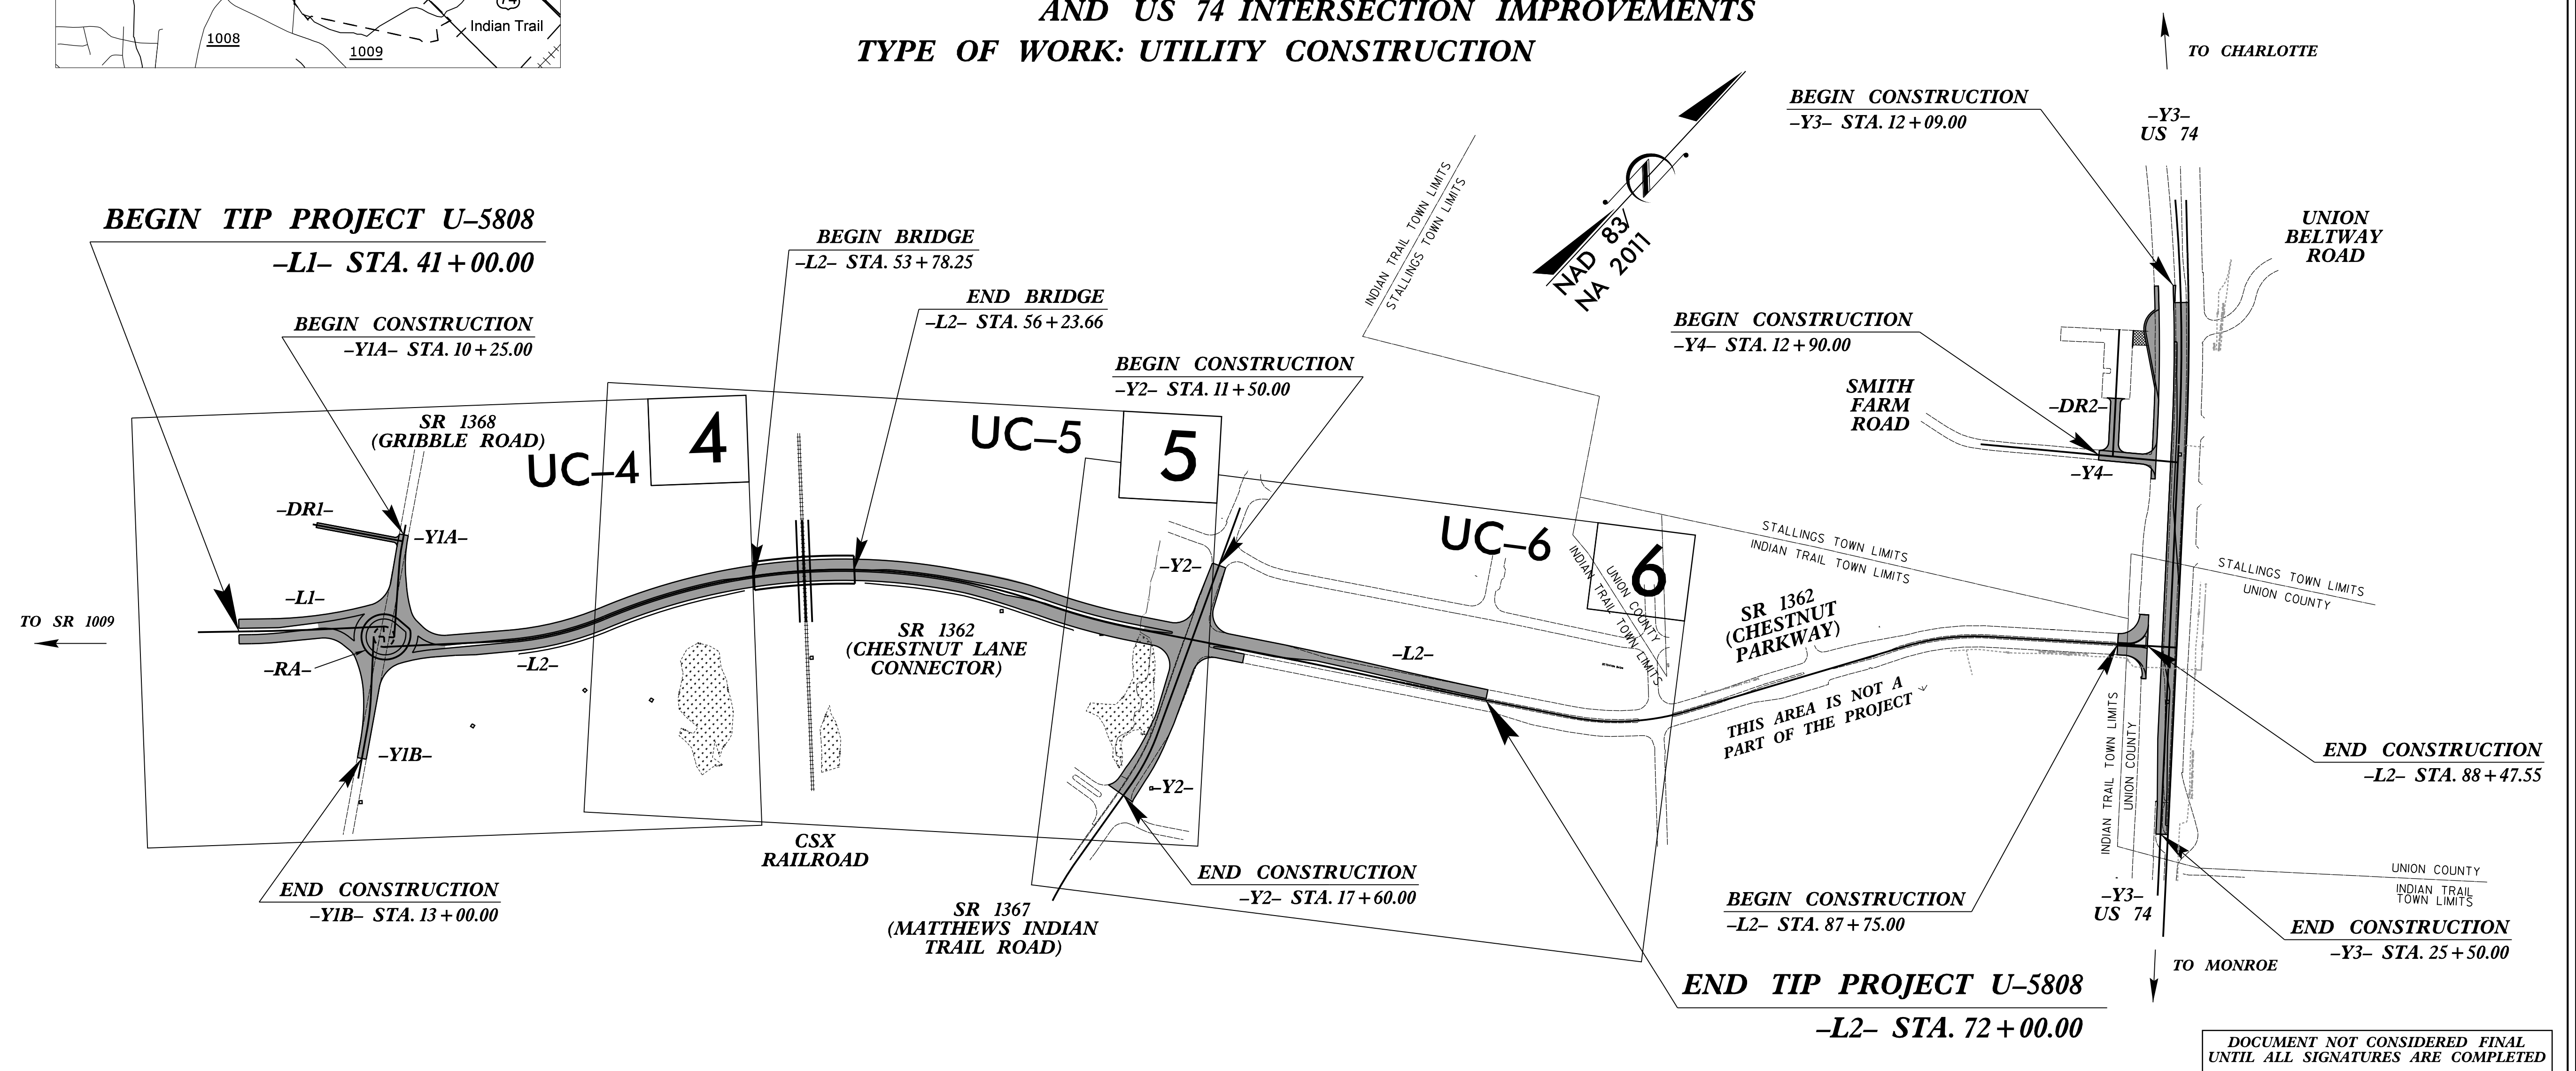 AND US 74 INTERSECTION IMPROVEMENTS
TYPE OF WORK: UTILITY CONSTRUCTION
74
Indian Trail
1008
1009
TO CHARLOTTE
–Y3–
US 74
BEGIN CONSTRUCTION
–Y3– STA. 12+09.00
UNION
BELTWAY
ROAD
NAD 83/
NA 2011
INDIAN TRAIL TOWN LIMITS
STALLINGS TOWN LIMITS
BEGIN TIP PROJECT U–5808
–L1– STA. 41+00.00
BEGIN BRIDGE
–L2– STA. 53+78.25
END BRIDGE
–L2– STA. 56+23.66
BEGIN CONSTRUCTION
–Y1A– STA. 10+25.00
BEGIN CONSTRUCTION
–Y2– STA. 11+50.00
BEGIN CONSTRUCTION
–Y4– STA. 12+90.00
SMITH
FARM
ROAD
–DR2–
–Y4–
SR 1368
(GRIBBLE ROAD)
UC–4
4
UC–5
5
UC–6
6
–DR1–
–Y1A–
–L1–
TO SR 1009
–RA–
–L2–
–Y1B–
SR 1362
(CHESTNUT LANE
CONNECTOR)
–Y2–
–Y2–
–L2–
UNION COUNTY
INDIAN TRAIL TOWN LIMITS
STALLINGS TOWN LIMITS
INDIAN TRAIL TOWN LIMITS
SR 1362
(CHESTNUT
PARKWAY)
THIS AREA IS NOT A
PART OF THE PROJECT
STALLINGS TOWN LIMITS
UNION COUNTY
INDIAN TRAIL TOWN LIMITS
UNION COUNTY
END CONSTRUCTION
–L2– STA. 88+47.55
CSX
RAILROAD
END CONSTRUCTION
–Y1B– STA. 13+00.00
SR 1367
(MATTHEWS INDIAN
TRAIL ROAD)
END CONSTRUCTION
–Y2– STA. 17+60.00
BEGIN CONSTRUCTION
–L2– STA. 87+75.00
–Y3–
US 74
UNION COUNTY
INDIAN TRAIL
TOWN LIMITS
END CONSTRUCTION
–Y3– STA. 25+50.00
TO MONROE
END TIP PROJECT U–5808
–L2– STA. 72+00.00
DOCUMENT NOT CONSIDERED FINAL
UNTIL ALL SIGNATURES ARE COMPLETED